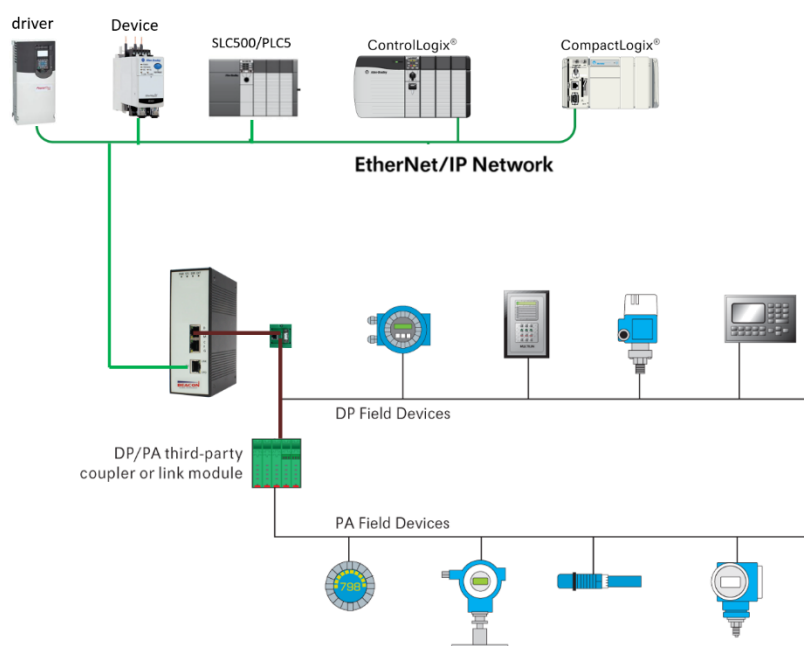 driver
Device
SLC500/PLC5
ControlLogix®
CompactLogix®
EtherNet/IP Network
DP Field Devices
DP/PA third-party
coupler or link module
PA Field Devices
798